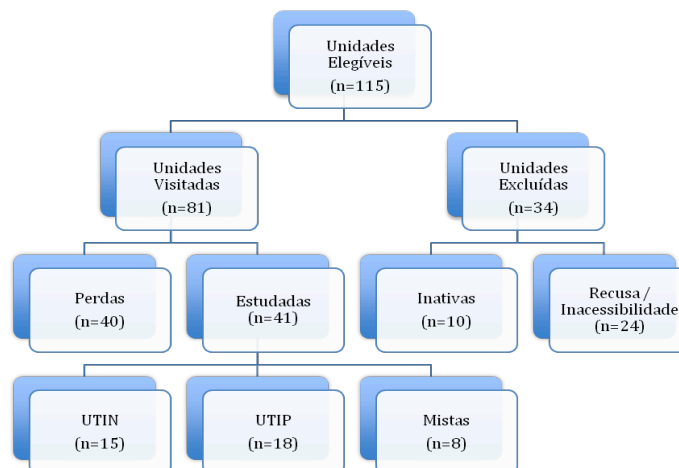 Unidades
Elegíveis
(n=115)
Unidades
Visitadas
(n=81)
Unidades
Excluídas
(n=34)
Perdas
(n=40)
Estudadas
(n=41)
Inativas
(n=10)
Recusa /
Inacessibilidade
(n=24)
UTIN
(n=15)
UTIP
(n=18)
Mistas
(n=8)